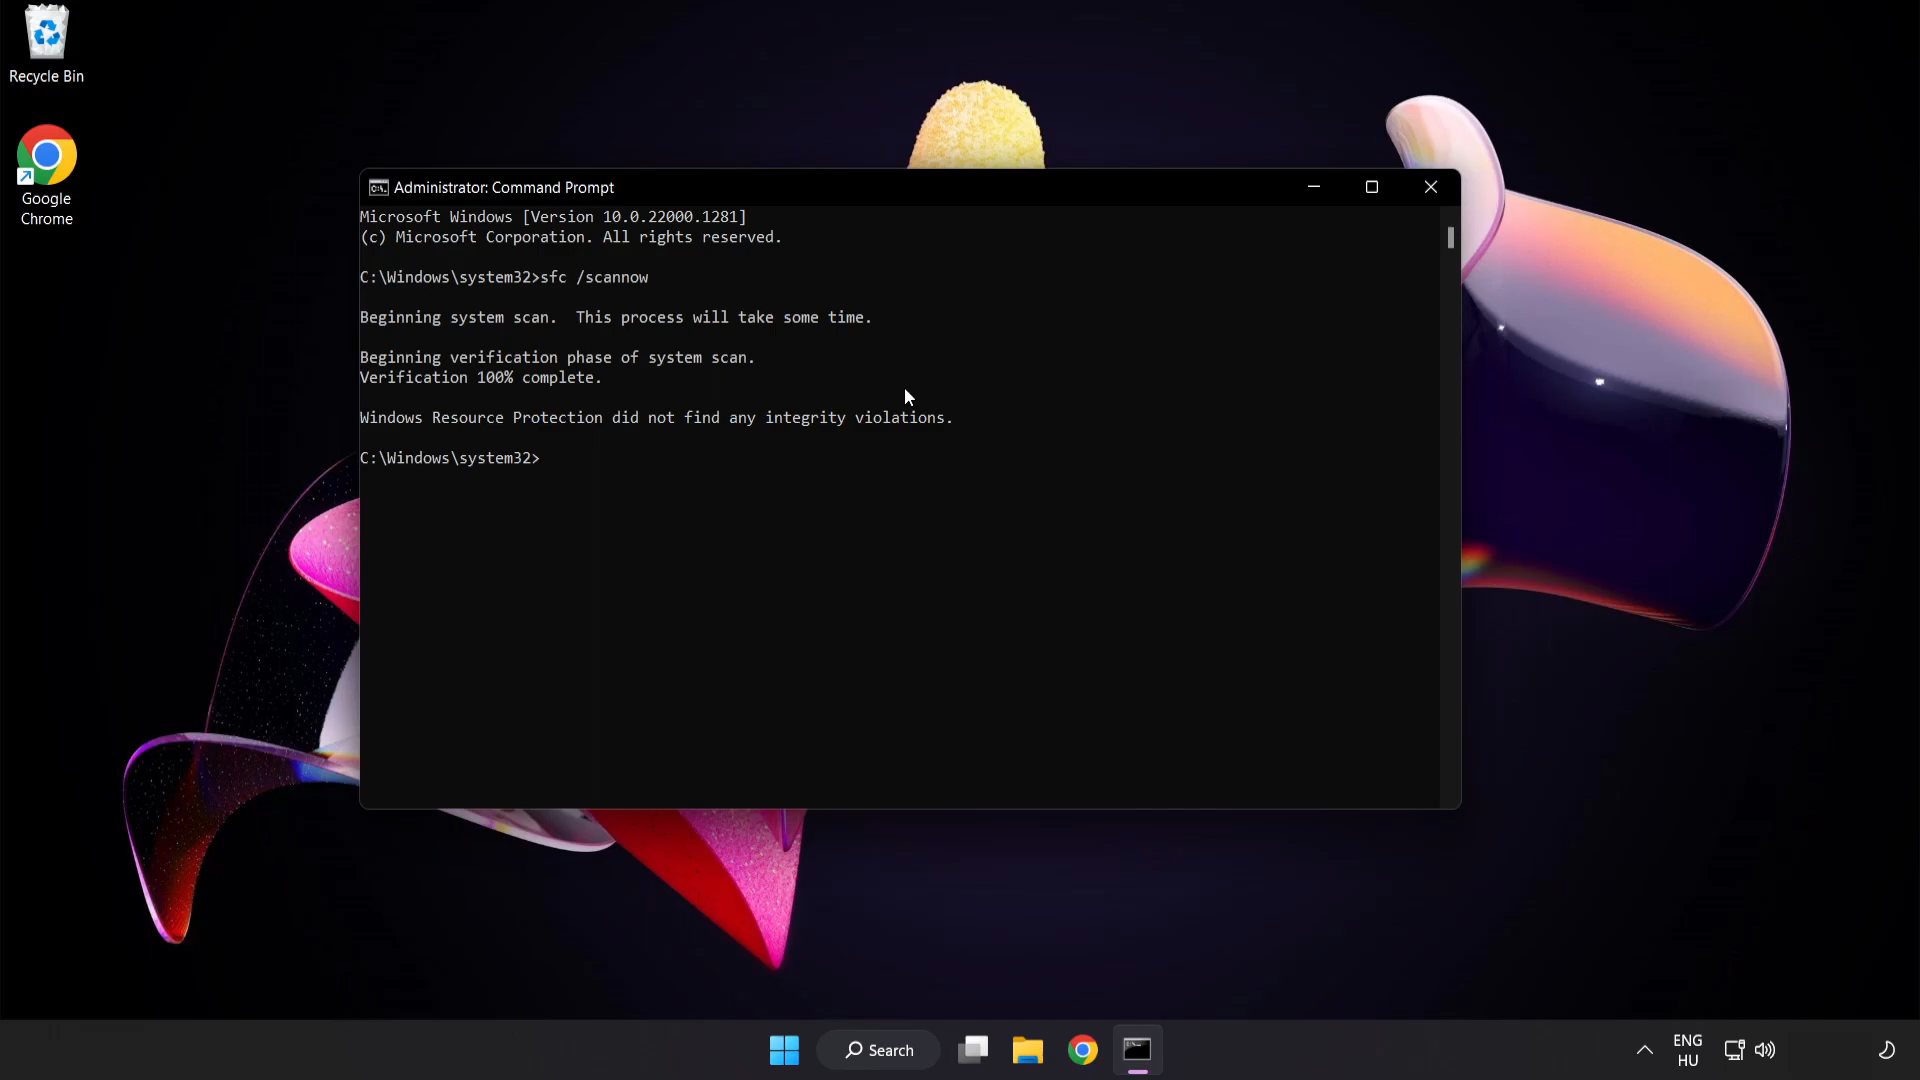 Recycle Bin
Google
Chrome
Administrator: Command Prompt
Microsoft Windows [Version 10.0.22000.1281]
(c) Microsoft Corporation. All rights reserved.
C:\Windows\system32>sfc /scannow
Beginning system scan.  This process will take some time.
Beginning verification phase of system scan.
Verification 100% complete.
Windows Resource Protection did not find any integrity violations.
C:\Windows\system32>
Search
ENG
HU